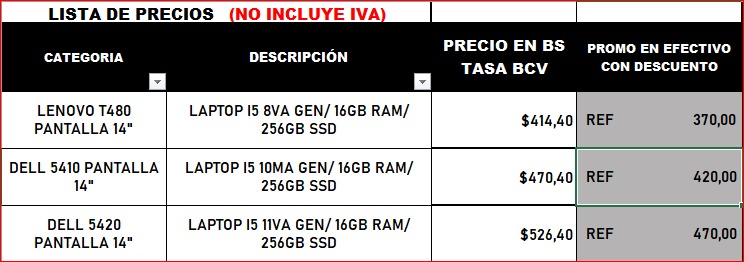 LISTA DE PRECIOS (NO INCLUYE IVA)
CATEGORIA
DESCRIPCIÓN
PRECIO EN BS
TASA BCV
PROMO EN EFECTIVO
CON DESCUENTO
LENOVO T480
PANTALLA 14"
LAPTOP I5 8VA GEN/ 16GB RAM/
256GB SSD
$414,40
REF 370,00
DELL 5410 PANTALLA
14"
LAPTOP I5 10MA GEN/ 16GB RAM/
256GB SSD
$470,40
REF 420,00
DELL 5420
PANTALLA 14"
LAPTOP I5 11VA GEN/ 16GB RAM/
256GB SSD
$526,40
REF 470,00